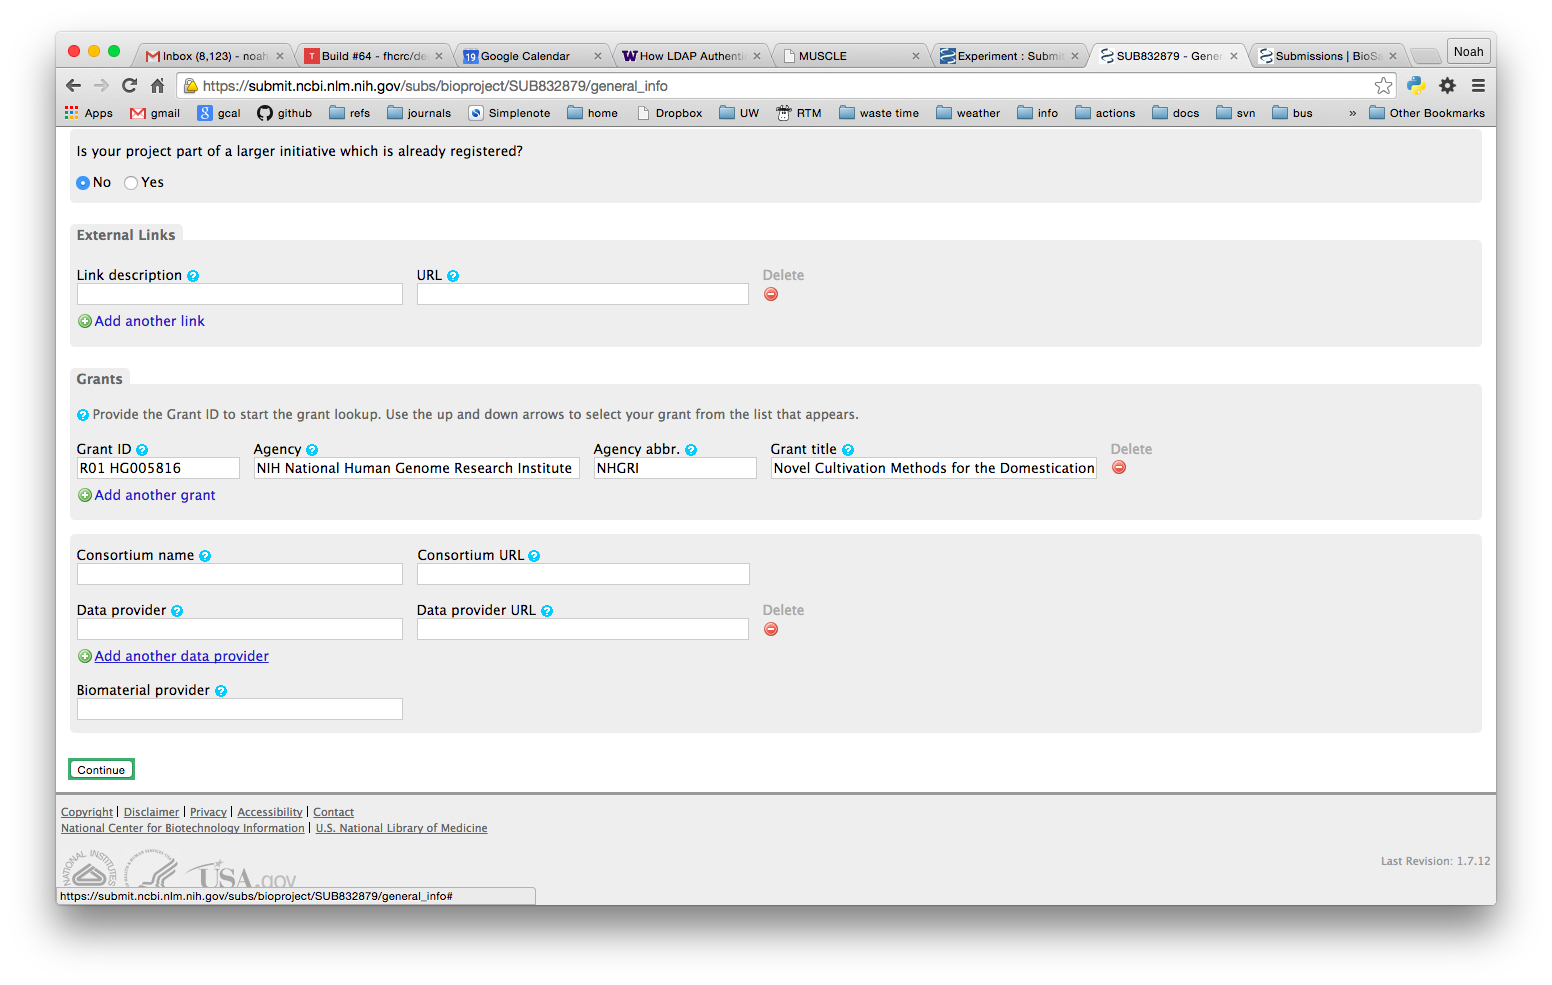 Inbox (8,123) - noah
Build #64 - fhcrc/de
Google Calendar
How LDAP Authenti
MUSCLE
Experiment : Submit
SUB832879 - Gener
Submissions | BioSa
Noah
https://submit.ncbi.nlm.nih.gov/subs/bioproject/SUB832879/general_info
Apps gmail gcal github refs journals Simplenote home Dropbox UW RTM waste time weather info actions docs svn bus » Other Bookmarks
Is your project part of a larger initiative which is already registered?
No Yes
External Links
Link description URL Delete
Add another link
Grants
Provide the Grant ID to start the grant lookup. Use the up and down arrows to select your grant from the list that appears.
Grant ID Agency Agency abbr. Grant title Delete
R01 HG005816 NIH National Human Genome Research Institute NHGRI Novel Cultivation Methods for the Domestication
Add another grant
Consortium name Consortium URL
Data provider Data provider URL Delete
Add another data provider
Biomaterial provider
Continue
Copyright | Disclaimer | Privacy | Accessibility | Contact
National Center for Biotechnology Information | U.S. National Library of Medicine
NATIONAL INSTITUTES
USA.gov
Last Revision: 1.7.12
https://submit.ncbi.nlm.nih.gov/subs/bioproject/SUB832879/general_info#